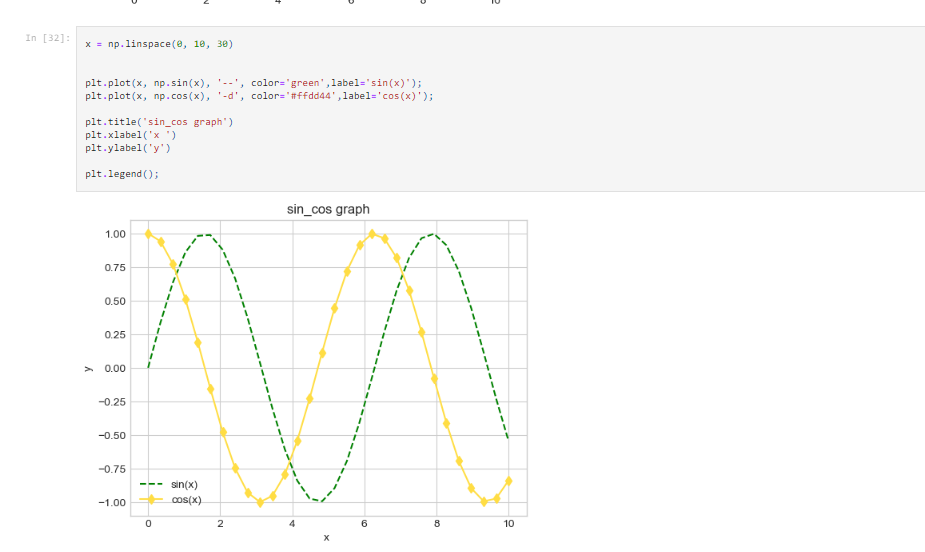 0 2 4 6 8 10
In [32]:
x = np.linspace(0, 10, 30)
plt.plot(x, np.sin(x), '--', color='green',label='sin(x)');
plt.plot(x, np.cos(x), '-d', color='#ffdd44',label='cos(x)');
plt.title('sin_cos graph')
plt.xlabel('x ')
plt.ylabel('y')
plt.legend();
sin_cos graph
1.00
0.75
0.50
0.25
0.00
−0.25
−0.50
−0.75
−1.00
y
sin(x)
cos(x)
0 2 4 6 8 10
x